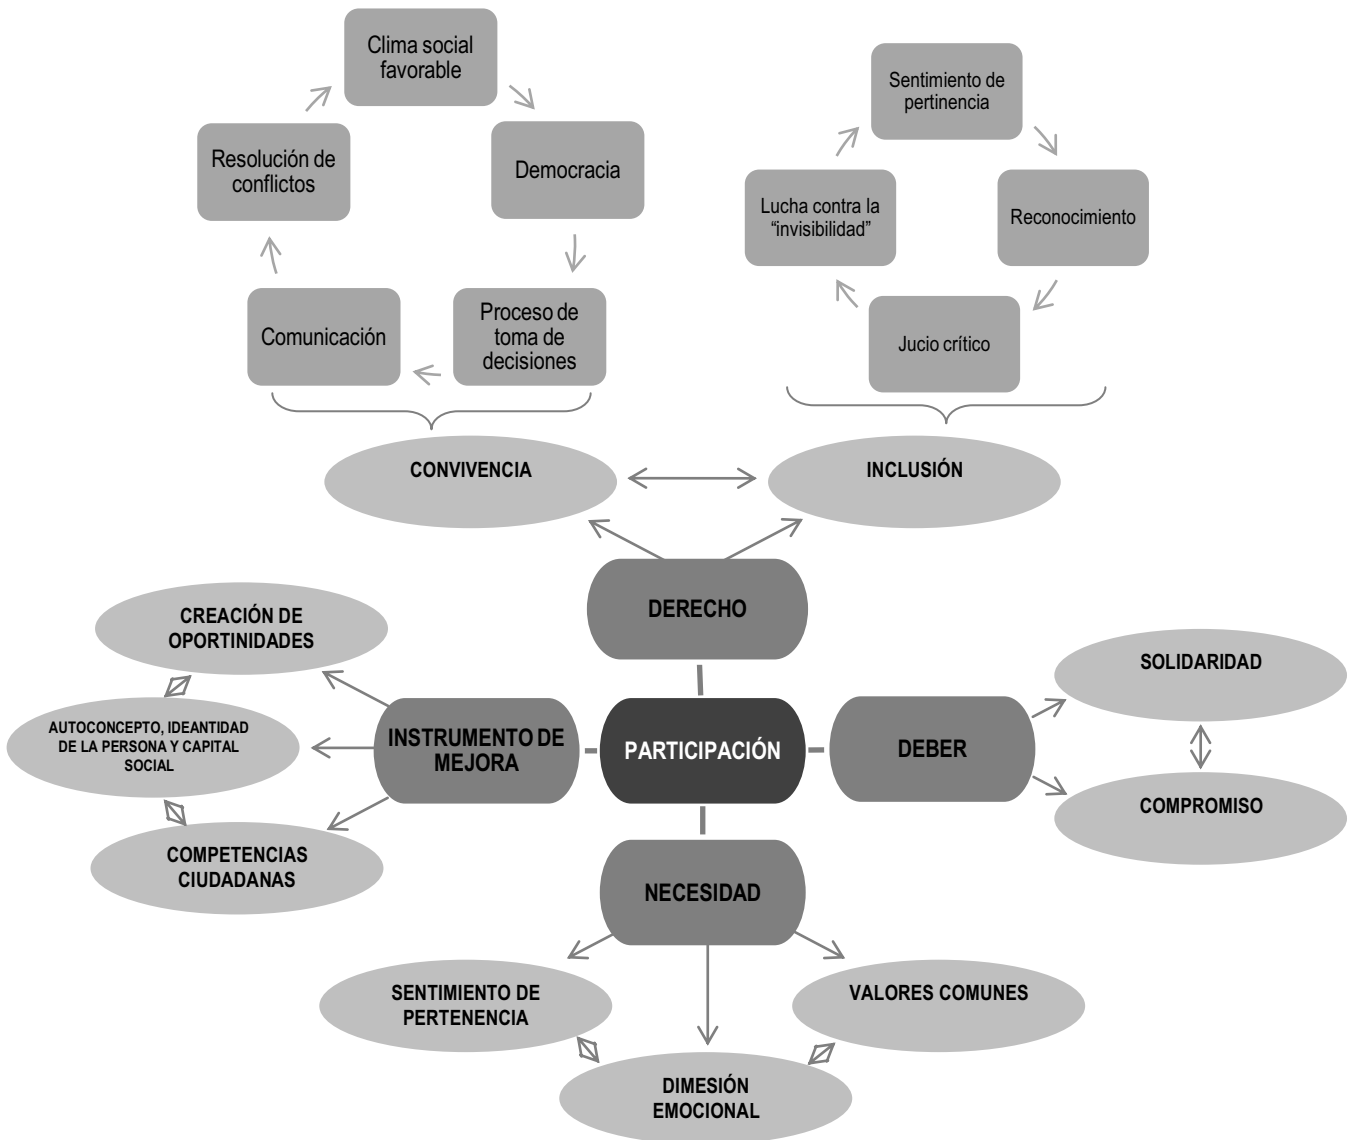 Clima social
favorable
Resolución de
conflictos
Democracia
Comunicación
Proceso de
toma de
decisiones
Sentimiento de
pertinencia
Lucha contra la
“invisibilidad”
Reconocimiento
Jucio crítico
CONVIVENCIA
INCLUSIÓN
DERECHO
CREACIÓN DE
OPORTINIDADES
AUTOCONCEPTO, IDEANTIDAD
DE LA PERSONA Y CAPITAL
SOCIAL
COMPETENCIAS
CIUDADANAS
INSTRUMENTO DE
MEJORA
PARTICIPACIÓN
DEBER
SOLIDARIDAD
COMPROMISO
NECESIDAD
SENTIMIENTO DE
PERTENENCIA
VALORES COMUNES
DIMESIÓN
EMOCIONAL